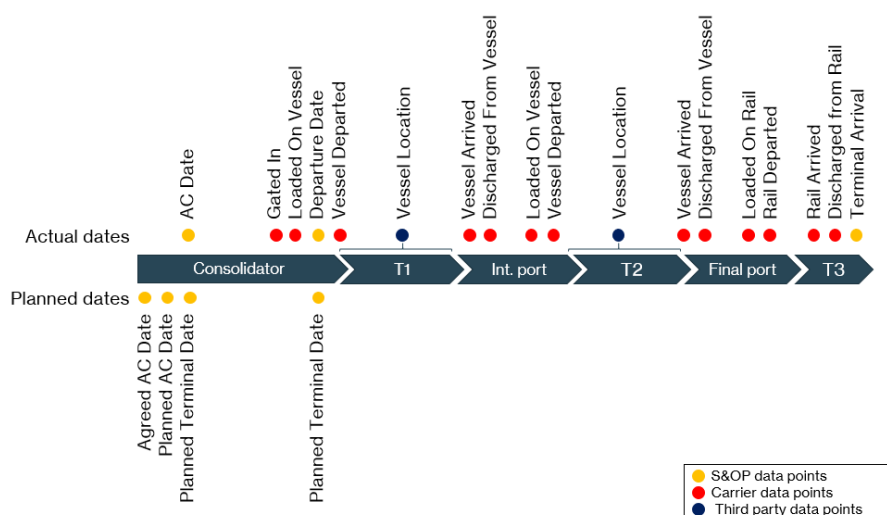 AC Date
Gated In
Loaded On Vessel
Departure Date
Vessel Departed
Vessel Location
Vessel Arrived
Discharged From Vessel
Loaded On Vessel
Vessel Departed
Vessel Location
Vessel Arrived
Discharged From Vessel
Loaded On Rail
Rail Departed
Rail Arrived
Discharged from Rail
Terminal Arrival
Actual dates
Consolidator
T1
Int. port
T2
Final port
T3
Planned dates
Agreed AC Date
Planned AC Date
Planned Terminal Date
Planned Terminal Date
S&OP data points
Carrier data points
Third party data points